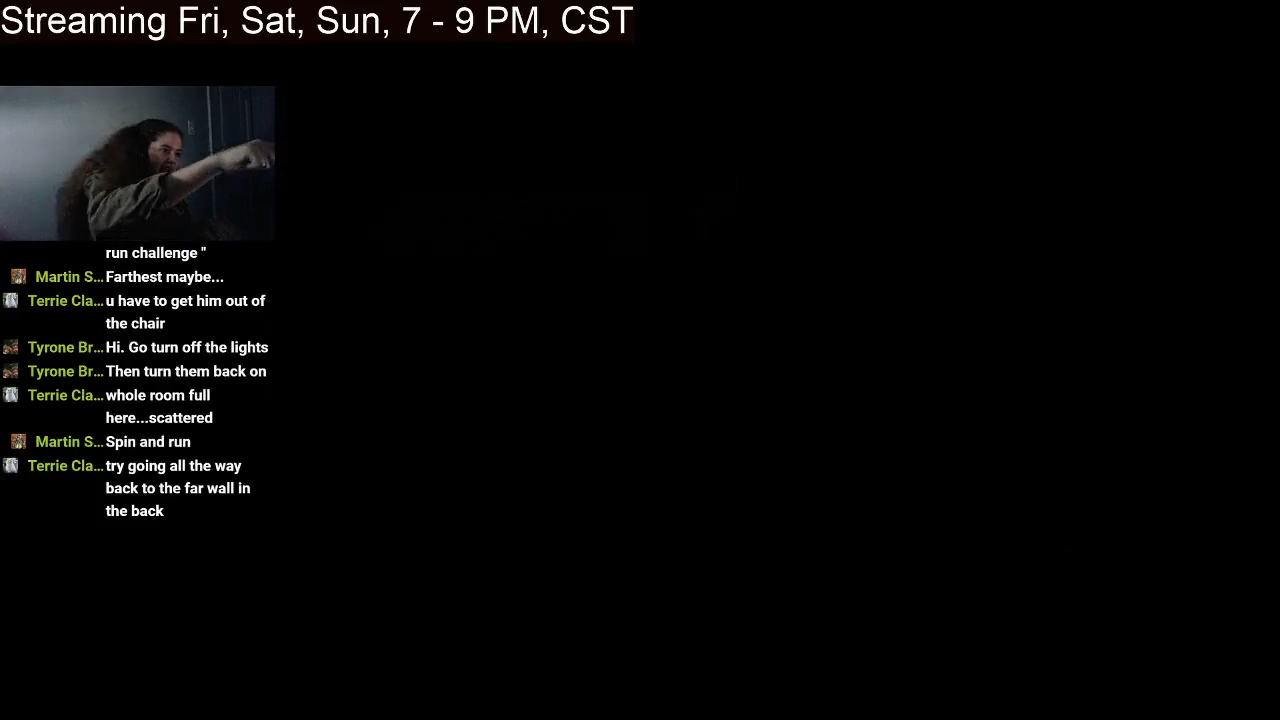 Streaming Fri, Sat, Sun, 7 - 9 PM, CST
run challenge "
Martin S... Farthest maybe...
Terrie Cla... u have to get him out of
the chair
Tyrone Br... Hi. Go turn off the lights
Tyrone Br... Then turn them back on
Terrie Cla... whole room full
here...scattered
Martin S... Spin and run
Terrie Cla... try going all the way
back to the far wall in
the back